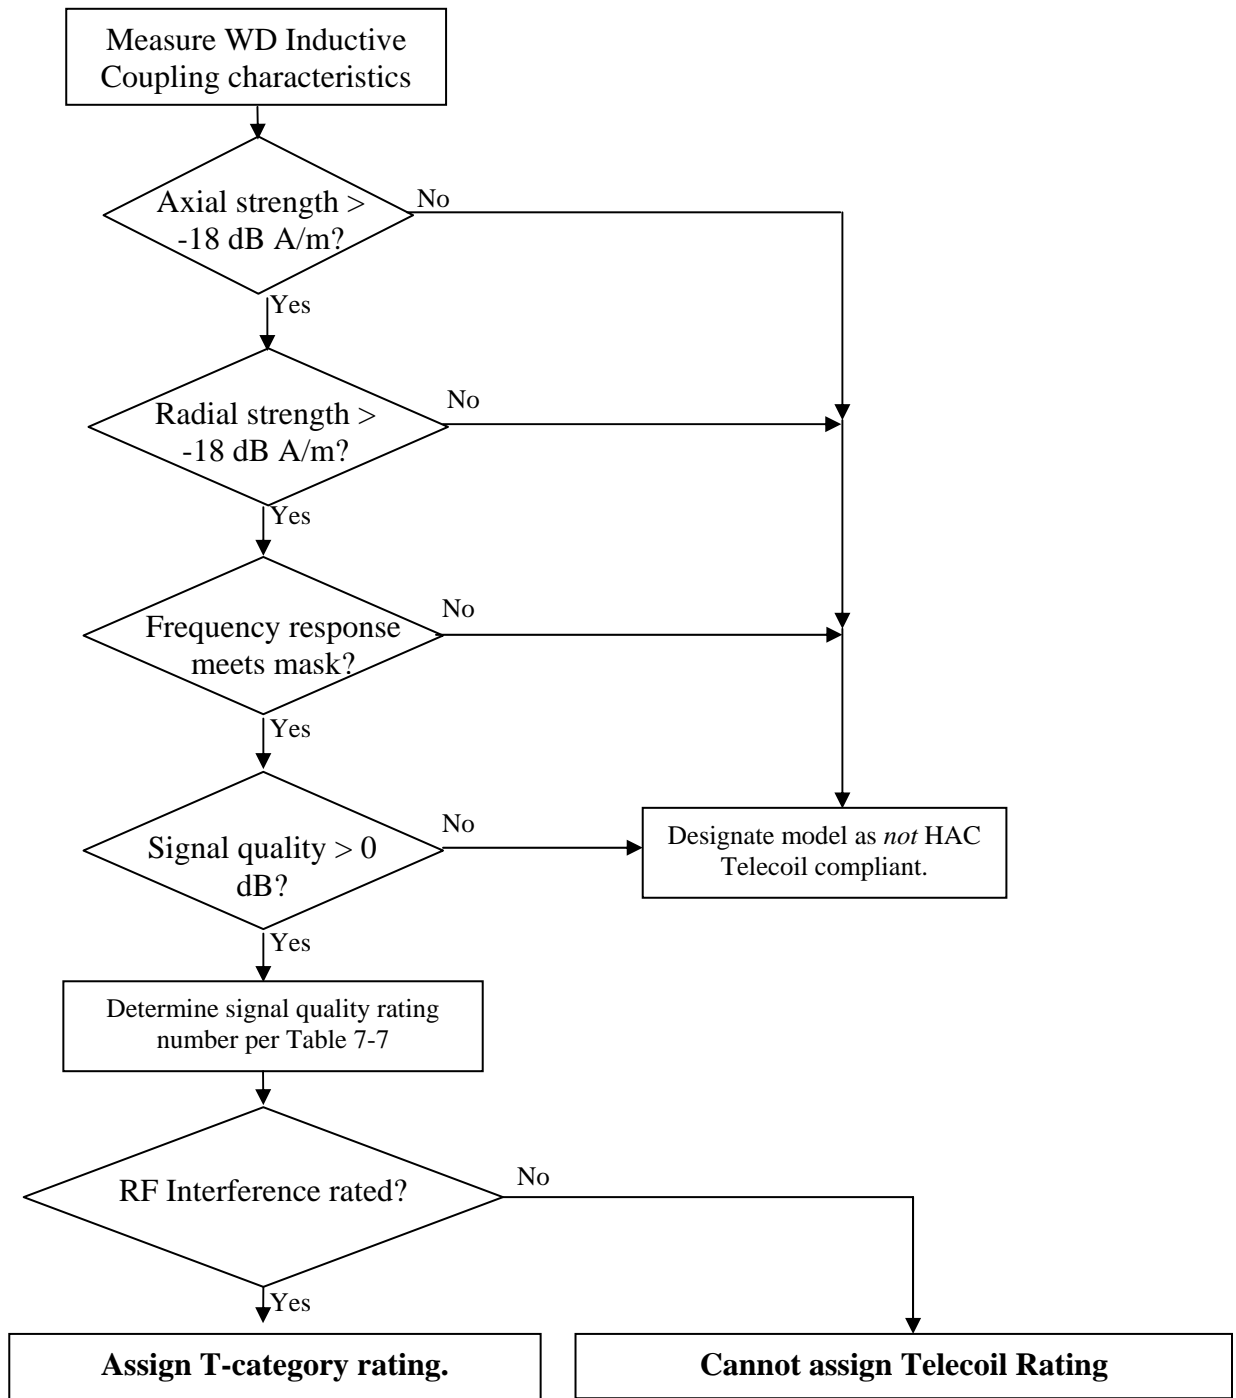 Measure WD Inductive
Coupling characteristics
Axial strength >
-18 dB A/m?
No
Yes
Radial strength >
-18 dB A/m?
No
Yes
Frequency response
meets mask?
No
Yes
Signal quality > 0
dB?
No
Designate model as not HAC
Telecoil compliant.
Yes
Determine signal quality rating
number per Table 7-7
RF Interference rated?
No
Yes
Assign T-category rating.
Cannot assign Telecoil Rating